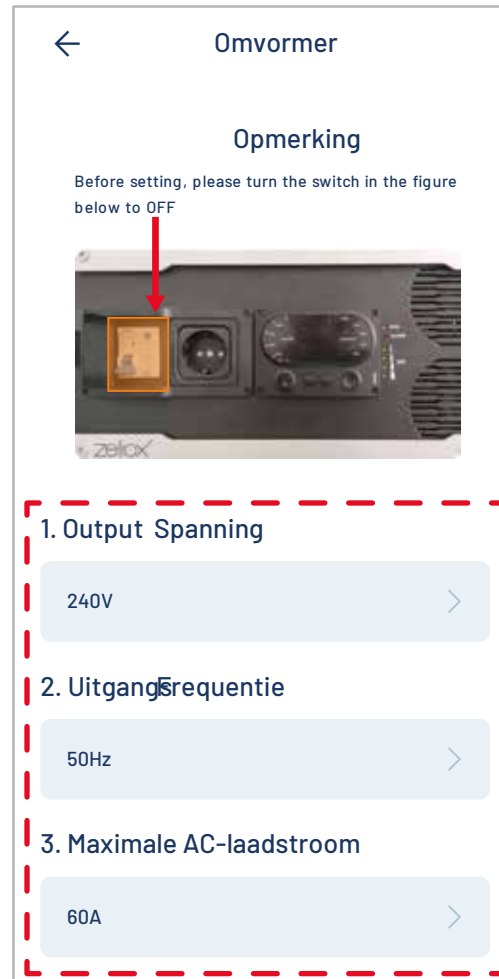 Omvormer
Opmerking
Before setting, please turn the switch in the figure
below to OFF
zelox
1. Output Spanning
240V
2. UitgangsFrequentie
50Hz
3. Maximale AC-laadstroom
60A